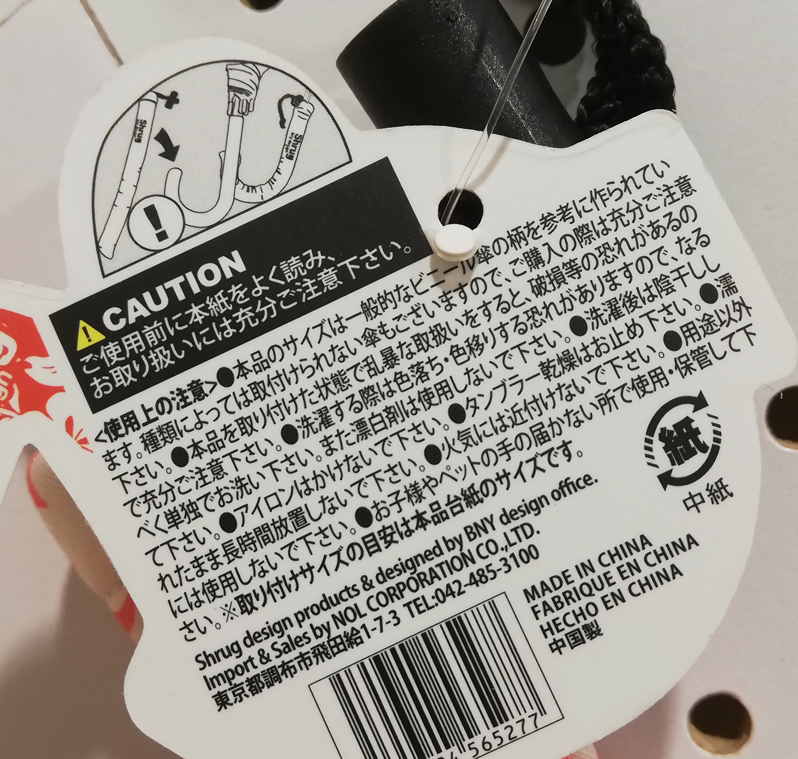 Shrug
Shrug
!
CAUTION
ご使用前に本紙をよく読み、
お取り扱いには充分ご注意下さい。
<使用上の注意>●本品のサイズは一般的なビニール傘の柄を参考に作られてい
ます。種類によっては取付けられない傘もございますので、ご購入の際は充分ご注意
下さい。●本品を取り付けた状態で乱暴な取扱いをすると、破損等の恐れがあるの
で充分ご注意下さい。●洗濯する際は色落ち・色移りする恐れがありますので、なる
べく単独でお洗い下さい。また漂白剤は使用しないで下さい。●洗濯後は陰干しし
て下さい。●アイロンはかけないで下さい。●タンブラー乾燥はお止め下さい。●濡
れたまま長時間放置しないで下さい。●火気には近付けないで下さい。●用途以外
には使用しないで下さい。●お子様やペットの手の届かない所で使用・保管して下
さい。※取り付けサイズの目安は本品台紙のサイズです。
紙
中紙
Shrug design products & designed by BNY design office.
Import & Sales by NOL CORPORATION CO.,LTD
東京都調布市飛田給1-7-3 TEL:042-485-3100
MADE IN CHINA
FABRIQUE EN CHINA
HECHO EN CHINA
中国製
565277